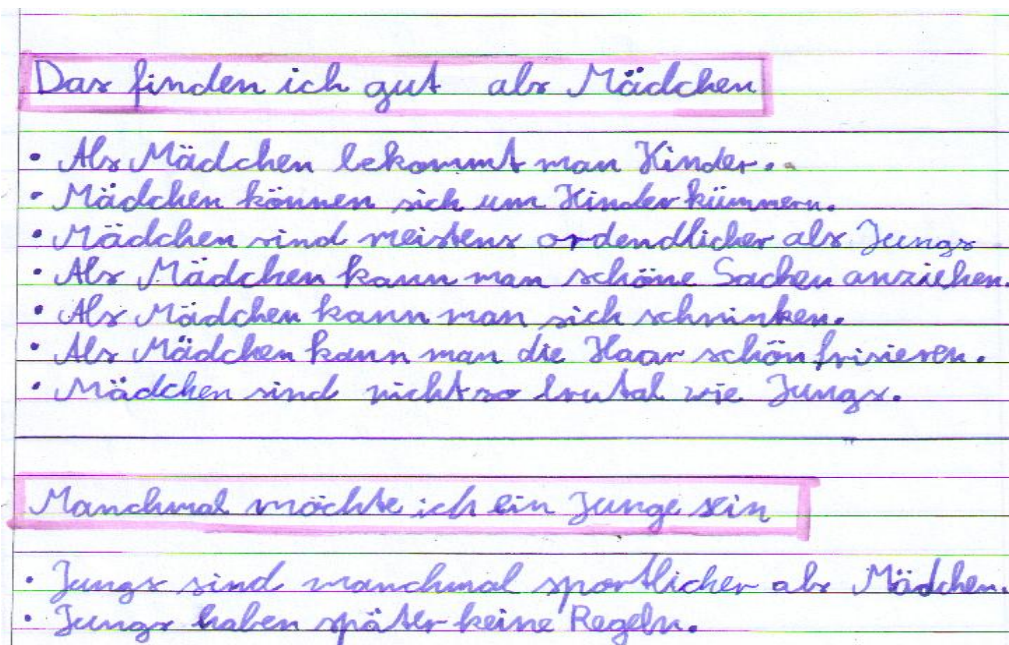 Das finden ich gut als Mädchen
• Als Mädchen bekommt man Kinder.
• Mädchen können sich um Kinder kümmern.
• Mädchen sind meistens ordendlicher als Jungs
• Als Mädchen kann man schöne Sachen anziehen.
• Als Mädchen kann man sich schminken.
• Als Mädchen kann man die Haar schön frisieren.
• Mädchen sind nicht so brutal wie Jungs.
Manchmal möchte ich ein Junge sein
• Jungs sind manchmal sportlicher als Mädchen.
• Jungs haben später keine Regeln.